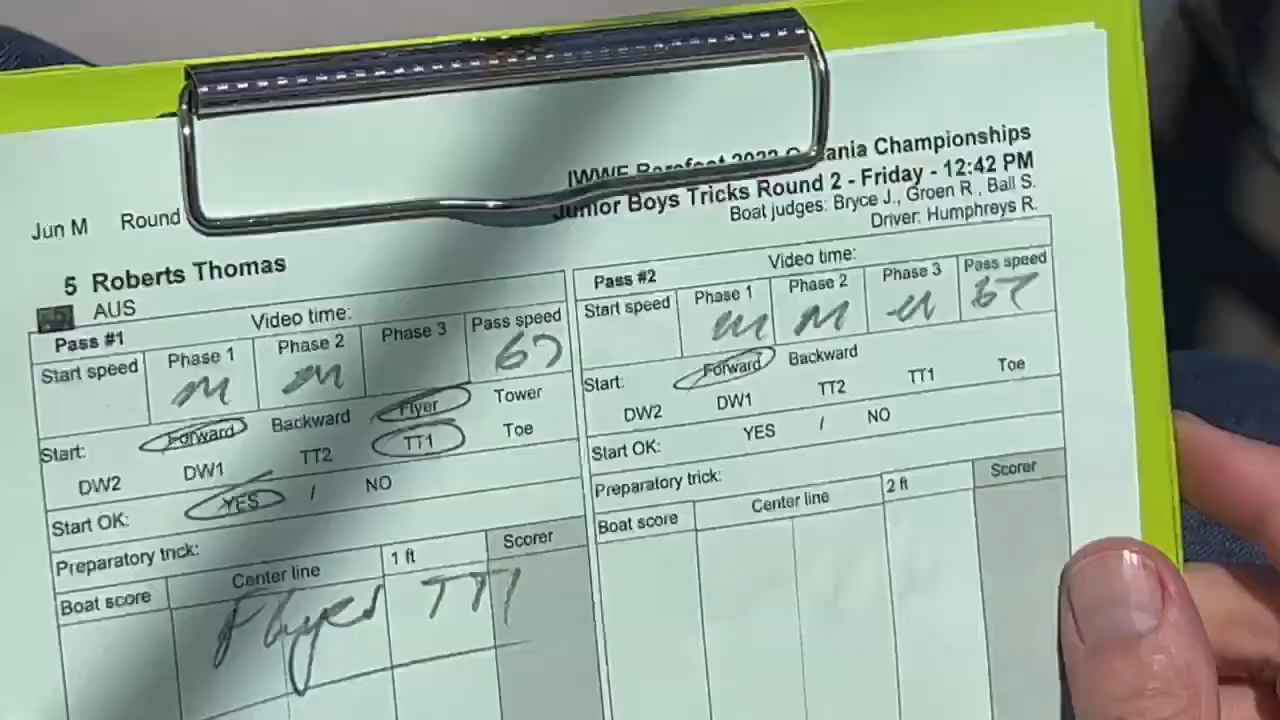 IWWF Barefoot 2022 Oceania Championships
Junior Boys Tricks Round 2 - Friday - 12:42 PM
Jun M Round
Boat judges: Bryce J., Groen R , Ball S.
Driver: Humphreys R.
5 Roberts Thomas
AUS
Pass #1 Video time:
Start speed Phase 1 Phase 2 Phase 3 Pass speed
m m 67
Start: Forward Backward Flyer Tower
DW2 DW1 TT2 TT1 Toe
Start OK: YES / NO
Preparatory trick:
Boat score Center line 1 ft Scorer
Flyer TT1
Pass #2 Video time:
Start speed Phase 1 Phase 2 Phase 3 Pass speed
m m m 67
Start: Forward Backward
DW2 DW1 TT2 TT1 Toe
Start OK: YES / NO
Preparatory trick:
Boat score Center line 2 ft Scorer